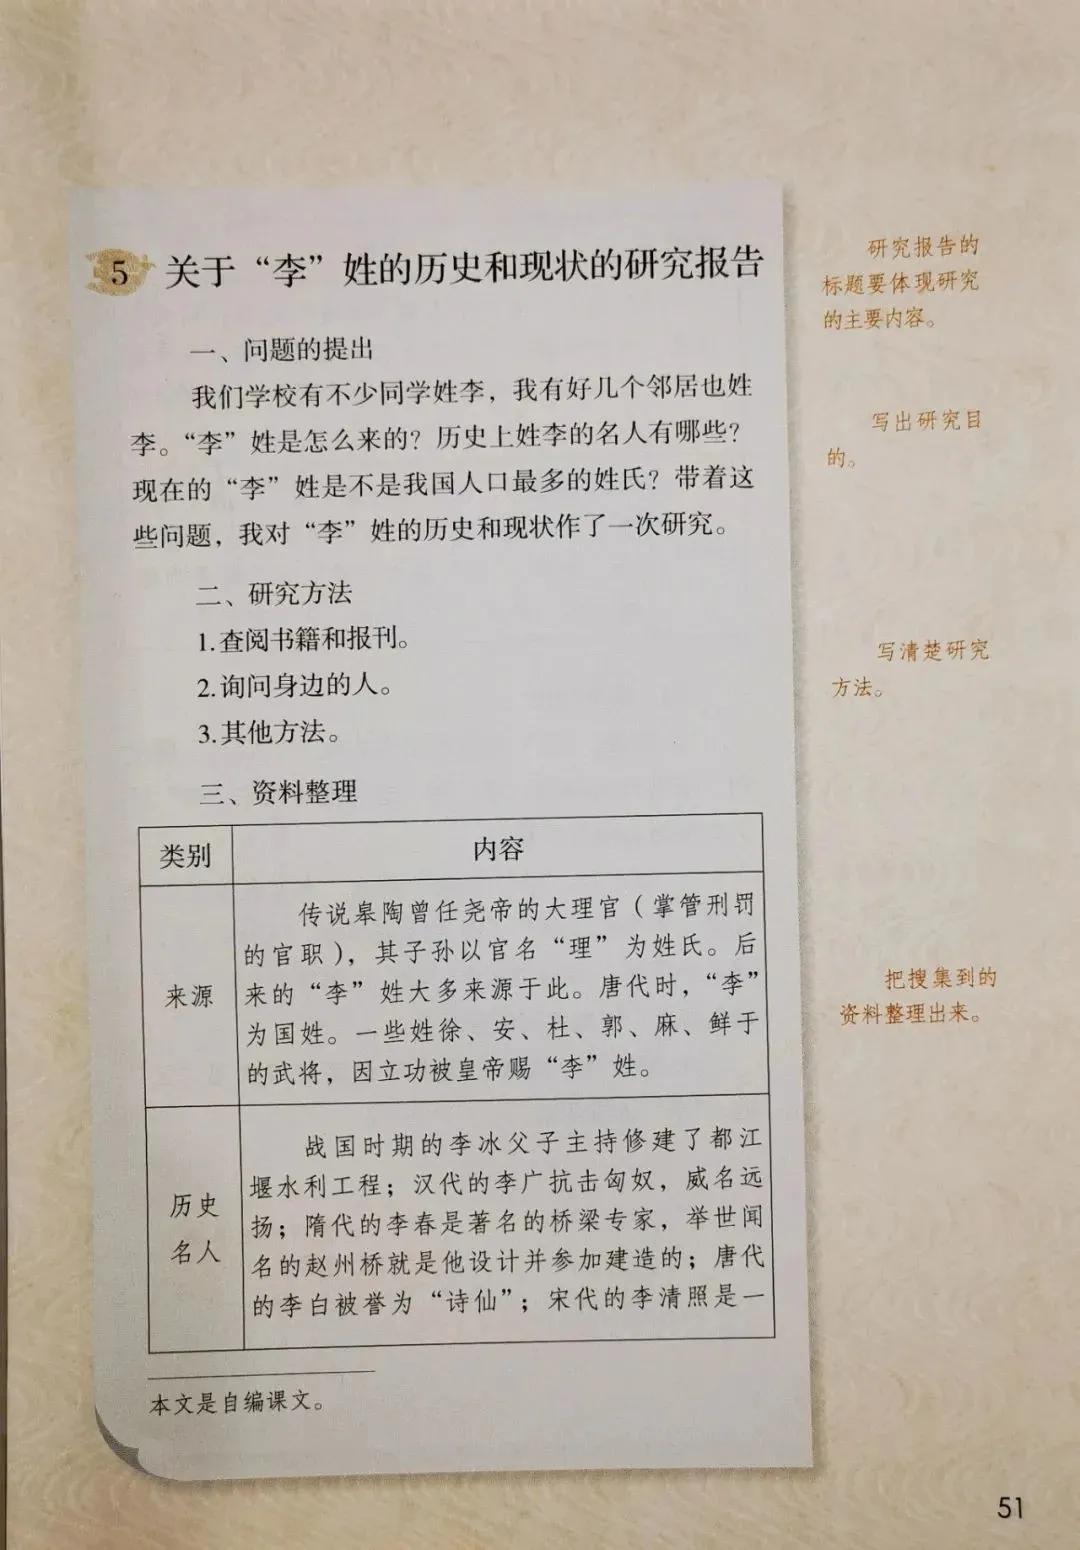 5 关于“李”姓的历史和现状的研究报告
一、问题的提出
我们学校有不少同学姓李，我有好几个邻居也姓
李。“李”姓是怎么来的？历史上姓李的名人有哪些？
现在的“李”姓是不是我国人口最多的姓氏？带着这
些问题，我对“李”姓的历史和现状作了一次研究。
二、研究方法
1.查阅书籍和报刊。
2.询问身边的人。
3.其他方法。
三、资料整理
类别
内容
来源
传说皋陶曾任尧帝的大理官（掌管刑罚
的官职），其子孙以官名“理”为姓氏。后
来的“李”姓大多来源于此。唐代时，“李”
为国姓。一些姓徐、安、杜、郭、麻、鲜于
的武将，因立功被皇帝赐“李”姓。
历史
名人
战国时期的李冰父子主持修建了都江
堰水利工程；汉代的李广抗击匈奴，威名远
扬；隋代的李春是著名的桥梁专家，举世闻
名的赵州桥就是他设计并参加建造的；唐代
的李白被誉为“诗仙”；宋代的李清照是一
本文是自编课文。
研究报告的
标题要体现研究
的主要内容。
写出研究目
的。
写清楚研究
方法。
把搜集到的
资料整理出来。
51